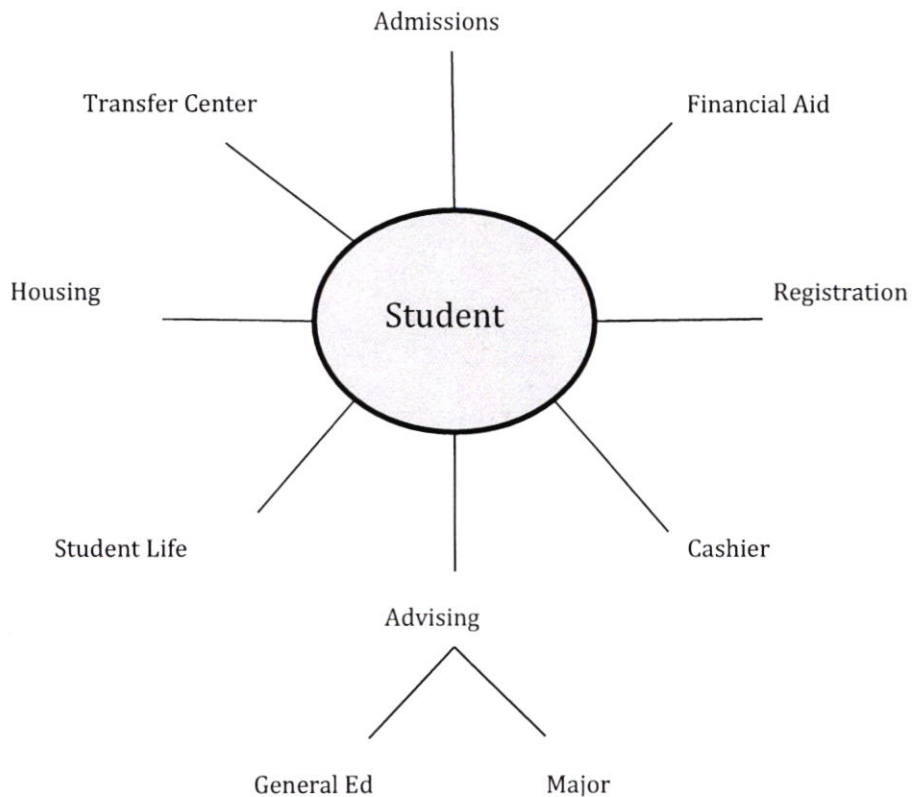 Admissions
Transfer Center
Financial Aid
Housing
Student
Registration
Student Life
Cashier
Advising
General Ed
Major